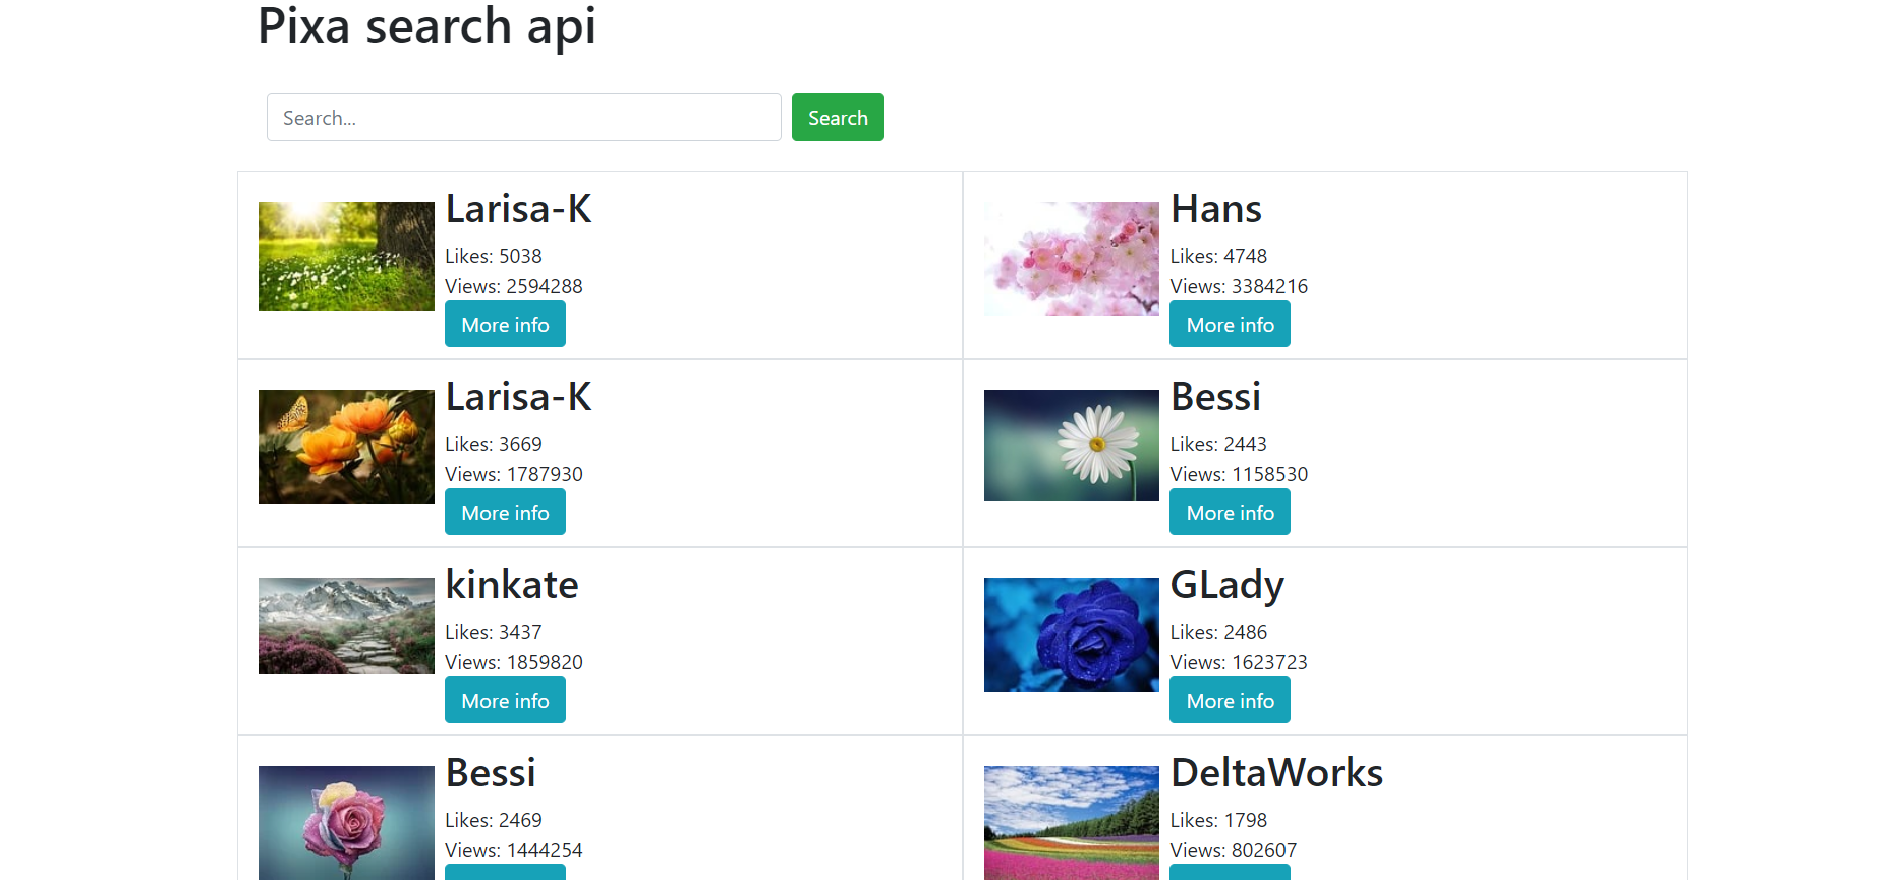 Pixa search api
Search...
Search
Larisa-K
Likes: 5038
Views: 2594288
More info
Hans
Likes: 4748
Views: 3384216
More info
Larisa-K
Likes: 3669
Views: 1787930
More info
Bessi
Likes: 2443
Views: 1158530
More info
kinkate
Likes: 3437
Views: 1859820
More info
GLady
Likes: 2486
Views: 1623723
More info
Bessi
Likes: 2469
Views: 1444254
DeltaWorks
Likes: 1798
Views: 802607